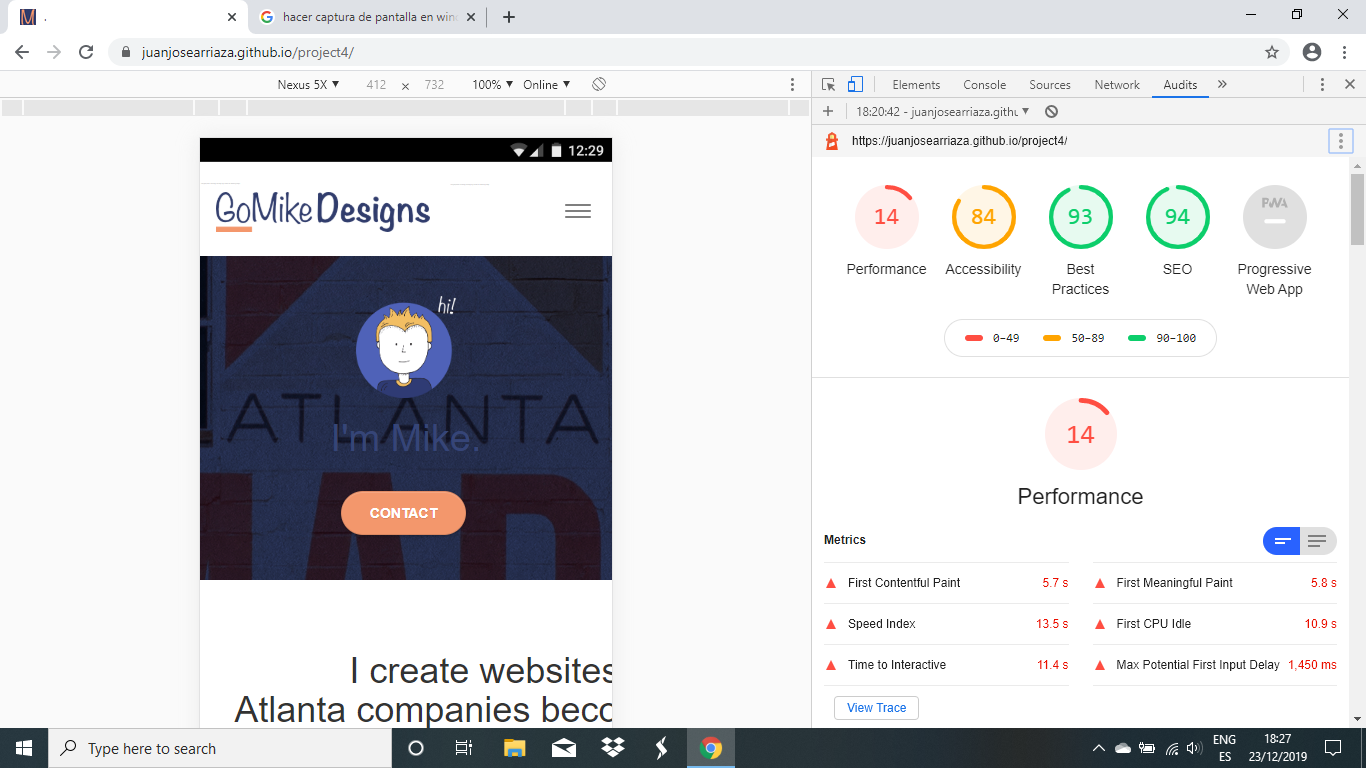 .
hacer captura de pantalla en wind
juanjosearriaza.github.io/project4/
Nexus 5X ▼ 412 × 732 100% ▼ Online ▼
Elements Console Sources Network Audits »
18:20:42 - juanjosearriaza.githu ▼
https://juanjosearriaza.github.io/project4/
12:29
GoMike Designs
hi!
ATLANTA
I'm Mike.
CONTACT
I create websites
Atlanta companies beco
14 84 93 94 PWA
Performance Accessibility Best Practices SEO Progressive Web App
0–49 50–89 90–100
14
Performance
Metrics
First Contentful Paint 5.7 s
First Meaningful Paint 5.8 s
Speed Index 13.5 s
First CPU Idle 10.9 s
Time to Interactive 11.4 s
Max Potential First Input Delay 1,450 ms
View Trace
Type here to search
ENG
ES
18:27
23/12/2019